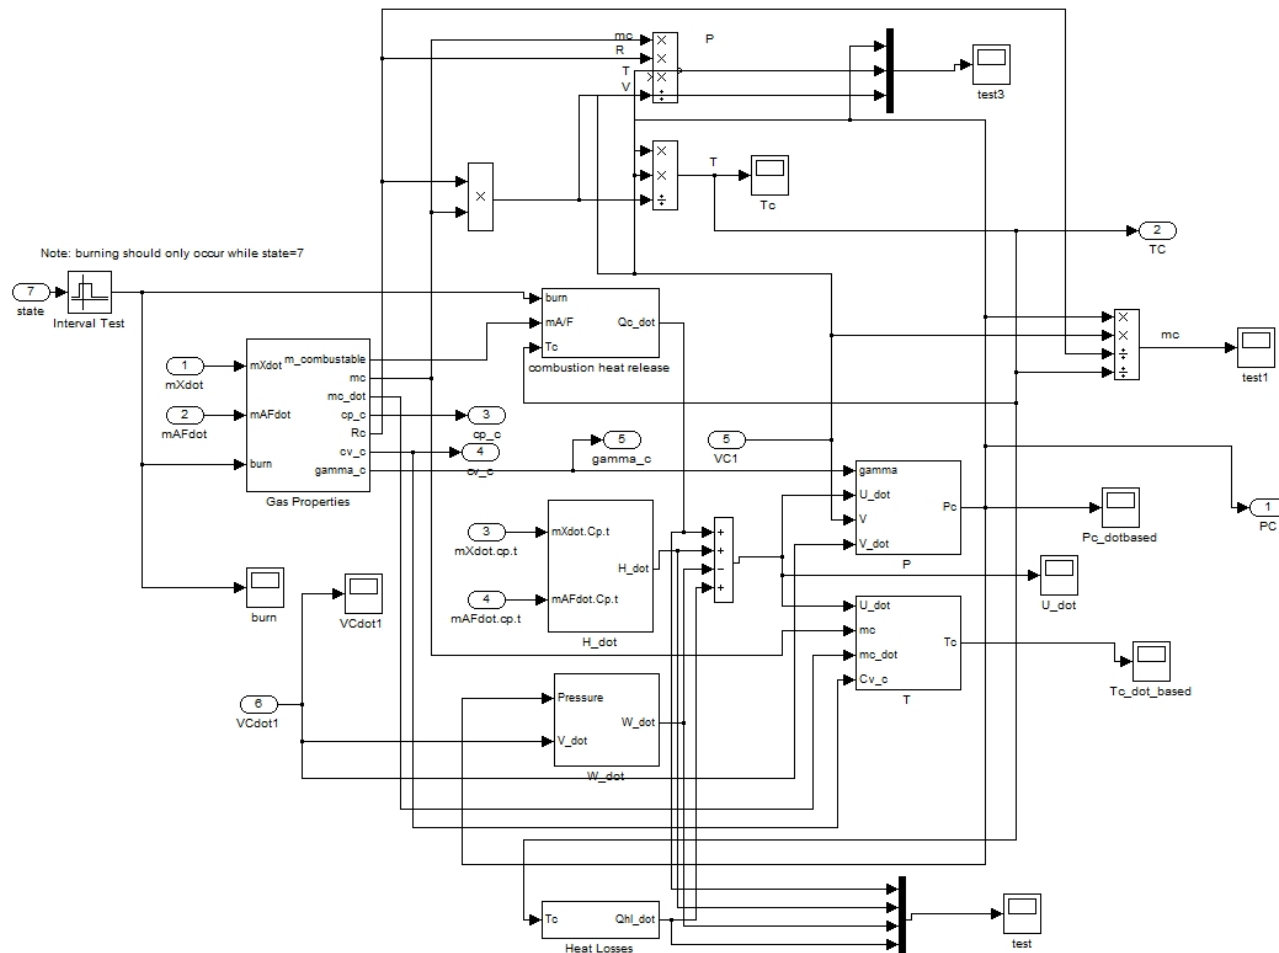 mc
P
R
T
V
test3
T
Tc
Note: burning should only occur while state=7
2
TC
7
state
Interval Test
burn
mA/F
Tc
Qc_dot
combustion heat release
mc
test1
1
mXdot
2
mAFdot
mXdot
mAFdot
burn
m_combustable
mc
mc_dot
cp_c
Rc
cv_c
gamma_c
Gas Properties
3
cp_c
4
cv_c
5
gamma_c
5
VC1
gamma
U_dot
V
V_dot
Pc
P
Pc_dotbased
1
PC
3
mXdot.cp.t
4
mAFdot.cp.t
mXdot.Cp.t
mAFdot.Cp.t
H_dot
H_dot
U_dot
burn
VCdot1
U_dot
mc
mc_dot
Cv_c
Tc
T
Tc_dot_based
6
VCdot1
Pressure
V_dot
W_dot
W_dot
Tc
Qhl_dot
Heat Losses
test